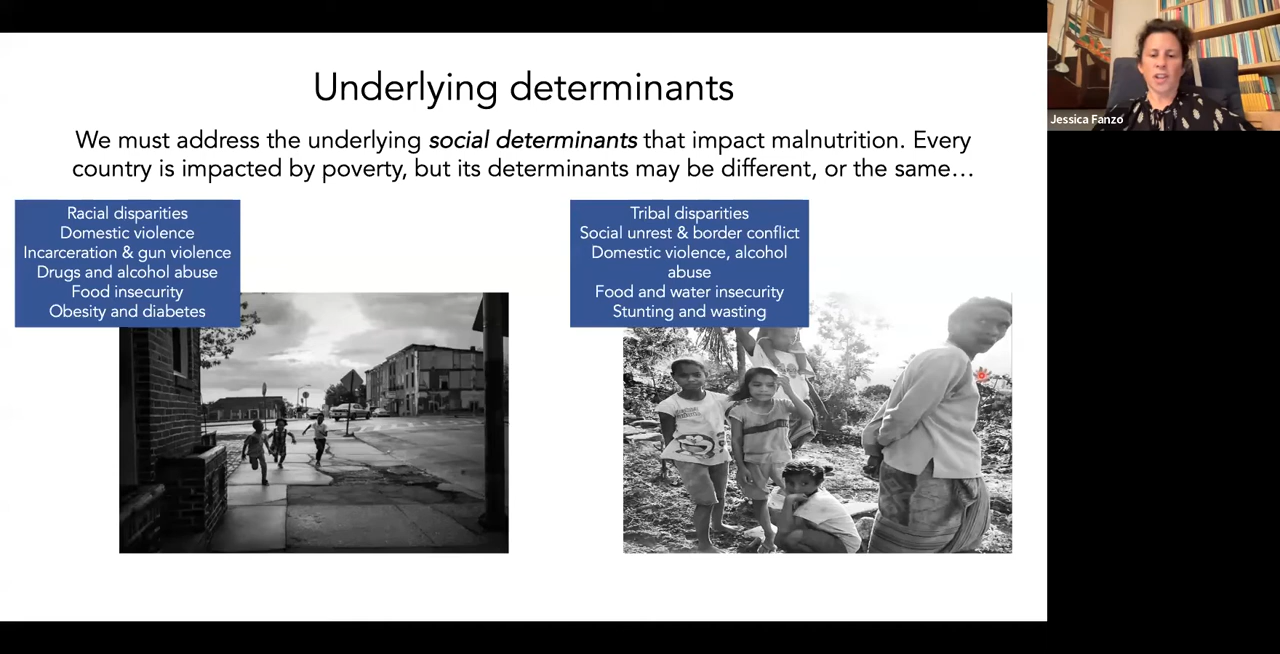 Underlying determinants
We must address the underlying social determinants that impact malnutrition. Every
country is impacted by poverty, but its determinants may be different, or the same…
Racial disparities
Domestic violence
Incarceration & gun violence
Drugs and alcohol abuse
Food insecurity
Obesity and diabetes
Tribal disparities
Social unrest & border conflict
Domestic violence, alcohol
abuse
Food and water insecurity
Stunting and wasting
Jessica Fanzo